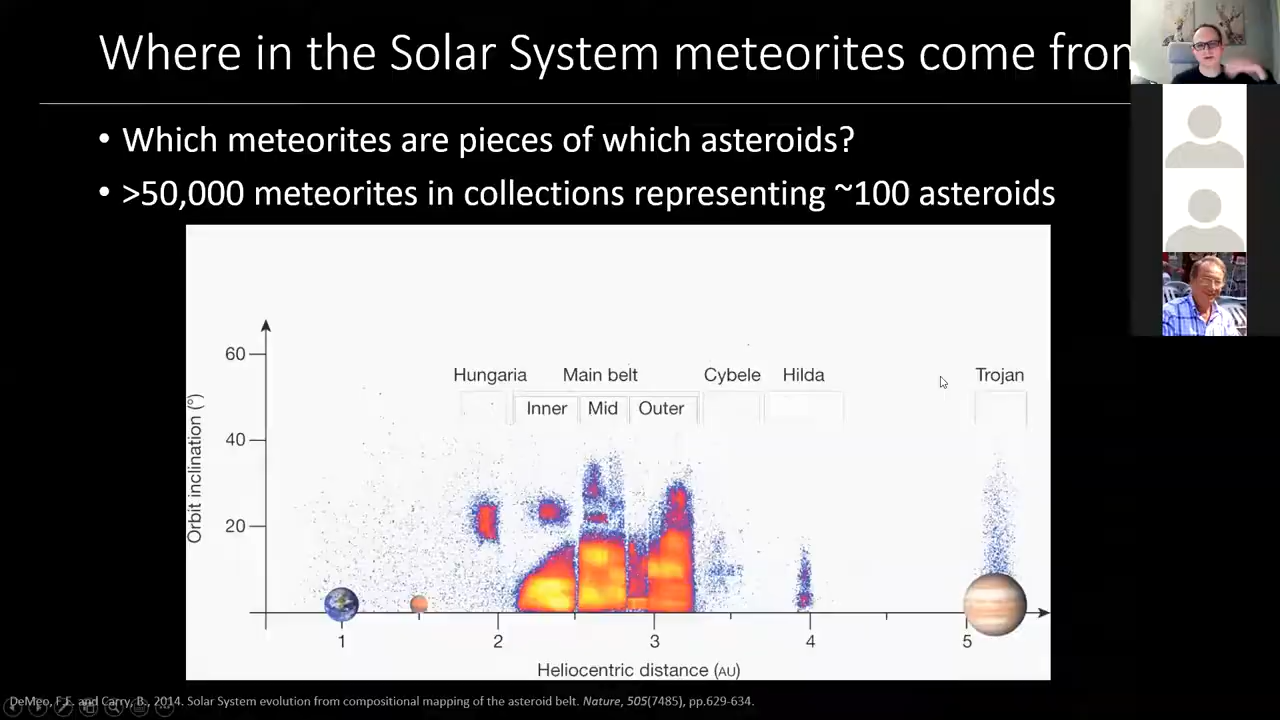 Where in the Solar System meteorites come from
• Which meteorites are pieces of which asteroids?
• >50,000 meteorites in collections representing ~100 asteroids
Hungaria Main belt Cybele Hilda Trojan
Inner Mid Outer
60
40
20
Orbit inclination (°)
1 2 3 4 5
Heliocentric distance (AU)
DeMeo, F.E. and Carry, B., 2014. Solar System evolution from compositional mapping of the asteroid belt. Nature, 505(7485), pp.629-634.